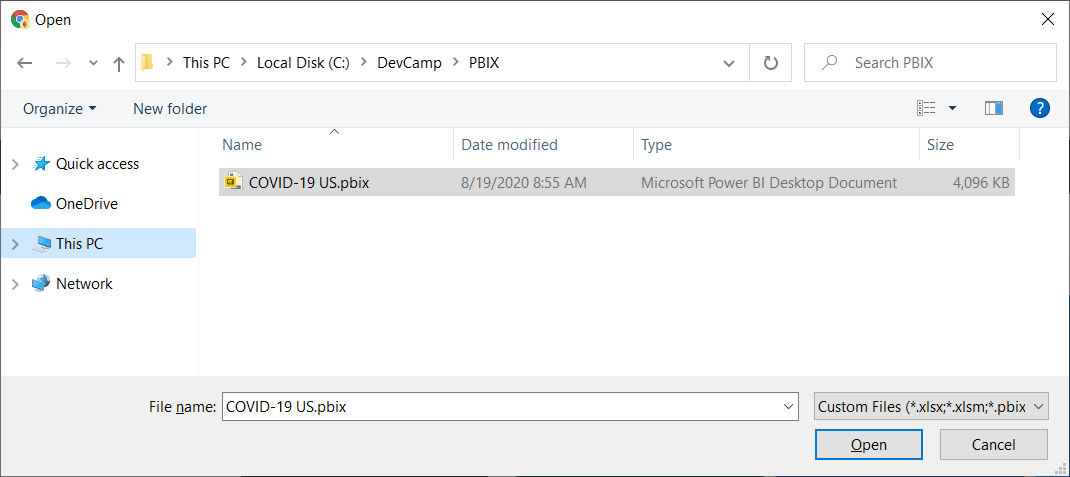 Open
This PC > Local Disk (C:) > DevCamp > PBIX
Search PBIX
Organize
New folder
?
Name Date modified Type Size
COVID-19 US.pbix 8/19/2020 8:55 AM Microsoft Power BI Desktop Document 4,096 KB
Quick access
OneDrive
This PC
Network
File name: COVID-19 US.pbix
Custom Files (*.xlsx;*.xlsm;*.pbix
Open
Cancel